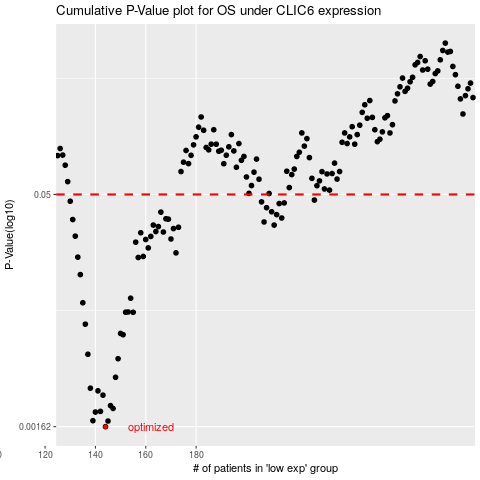 Cumulative P-Value plot for OS under CLIC6 expression
P-Value(log10)
0.05
0.00162
optimized
0 120 140 160 180
# of patients in 'low exp' group